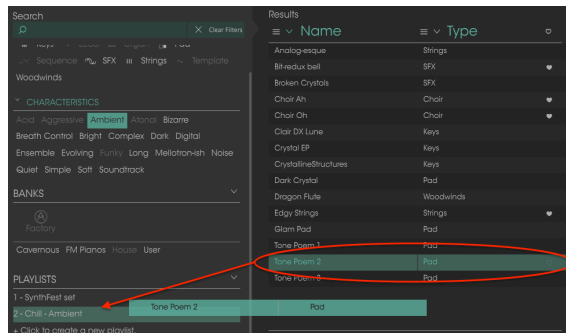 Search
Clear Filters
Keys Organ Pad
Sequence SFX Strings Template
Woodwinds
CHARACTERISTICS
Acid Aggressive Ambient Atonal Bizarre
Breath Control Bright Complex Dark Digital
Ensemble Evolving Funky Long Mellotron-ish Noise
Quiet Simple Soft Soundtrack
BANKS
Factory
Cavernous FM Pianos House User
PLAYLISTS
1 - SynthFest set
2 - Chill - Ambient
+ Click to create a new playlist.
Results
Name Type
Analog-esque Strings
Bit-redux bell SFX
Broken Crystals SFX
Choir Ah Choir
Choir Oh Choir
Clair DX Lune Keys
Crystal EP Keys
CrystallineStructures Keys
Dark Crystal Pad
Dragon Flute Woodwinds
Edgy Strings Strings
Glam Pad Pad
Tone Poem 1 Pad
Tone Poem 2 Pad
Tone Poem 3 Pad
Tone Poem 2 Pad